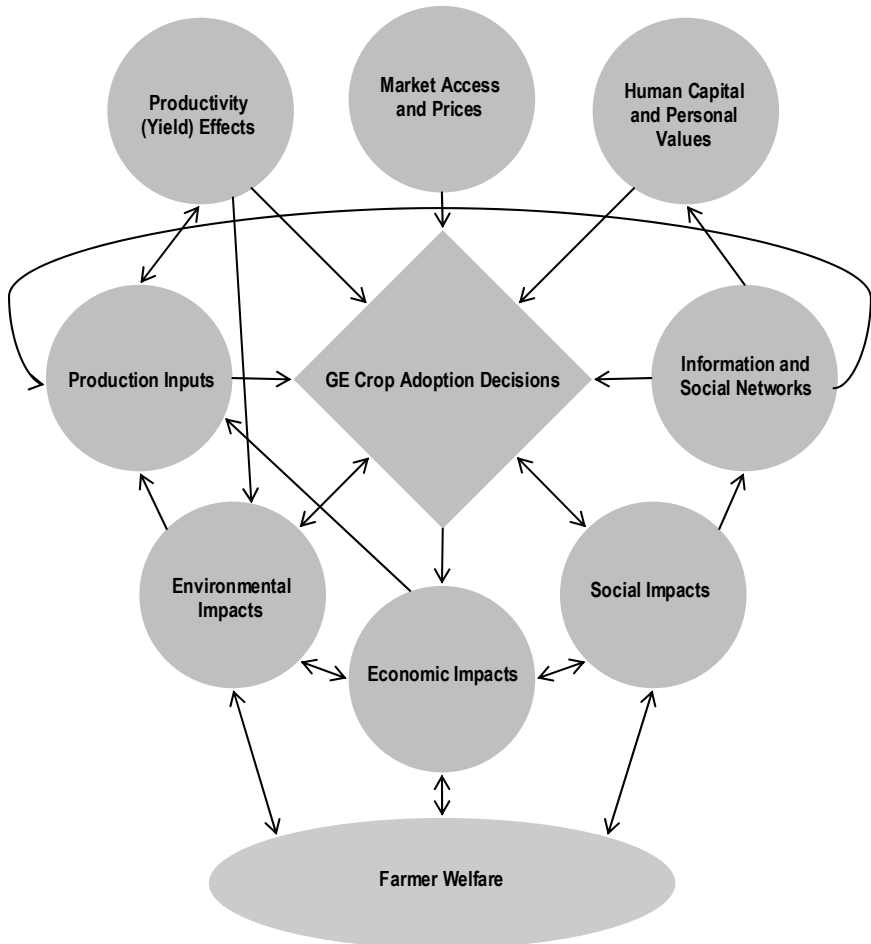 Productivity
(Yield) Effects
Market Access
and Prices
Human Capital
and Personal
Values
Production Inputs
GE Crop Adoption Decisions
Information and
Social Networks
Environmental
Impacts
Economic Impacts
Social Impacts
Farmer Welfare